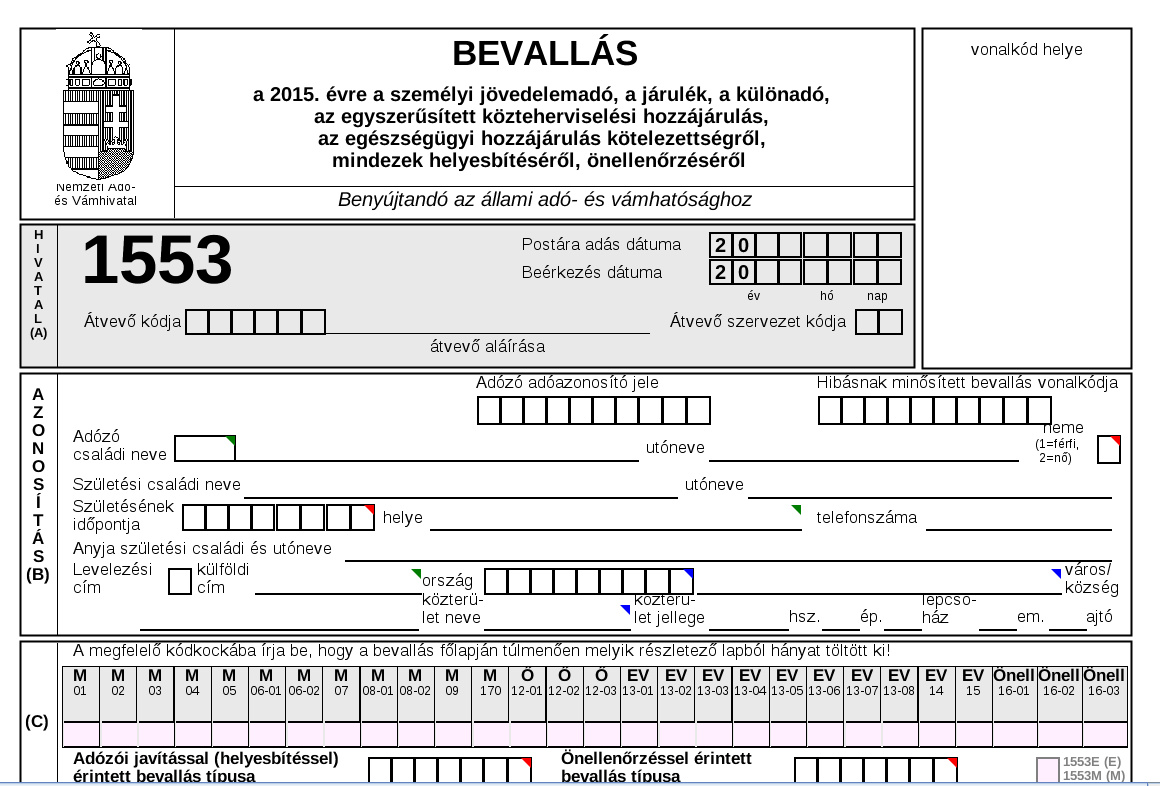 BEVALLÁS
a 2015. évre a személyi jövedelemadó, a járulék, a különadó,
az egyszerűsített közteherviselési hozzájárulás,
az egészségügyi hozzájárulás kötelezettségről,
mindezek helyesbítéséről, önellenőrzéséről
Nemzeti Adó-
és Vámhivatal
Benyújtandó az állami adó- és vámhatósághoz
vonalkód helye
HIVATAL
(A)
1553
Postára adás dátuma 2 0
Beérkezés dátuma 2 0
év hó nap
Átvevő kódja
Átvevő szervezet kódja
átvevő aláírása
AZONOSÍTÁS
(B)
Adózó adóazonosító jele
Hibásnak minősített bevallás vonalkódja
Adózó
családi neve
utóneve
neme
(1=férfi,
2=nő)
Születési családi neve
utóneve
Születésének
időpontja
helye
telefonszáma
Anyja születési családi és utóneve
Levelezési
cím
külföldi
cím
ország
város/
község
közterü-
let neve
közterü-
let jellege
hsz.
ép.
lépcső-
ház
em.
ajtó
(C)
A megfelelő kódkockába írja be, hogy a bevallás főlapján túlmenően melyik részletező lapból hányat töltött ki!
M M M M M M M M M M M M Ö Ö Ö EV EV EV EV EV EV EV EV EV EV Önell Önell Önell
01 02 03 04 05 06-01 06-02 07 08-01 08-02 09 170 12-01 12-02 12-03 13-01 13-02 13-03 13-04 13-05 13-06 13-07 13-08 14 15 16-01 16-02 16-03
Adózói javítással (helyesbítéssel)
érintett bevallás típusa
Önellenőrzéssel érintett
bevallás típusa
1553E (E)
1553M (M)